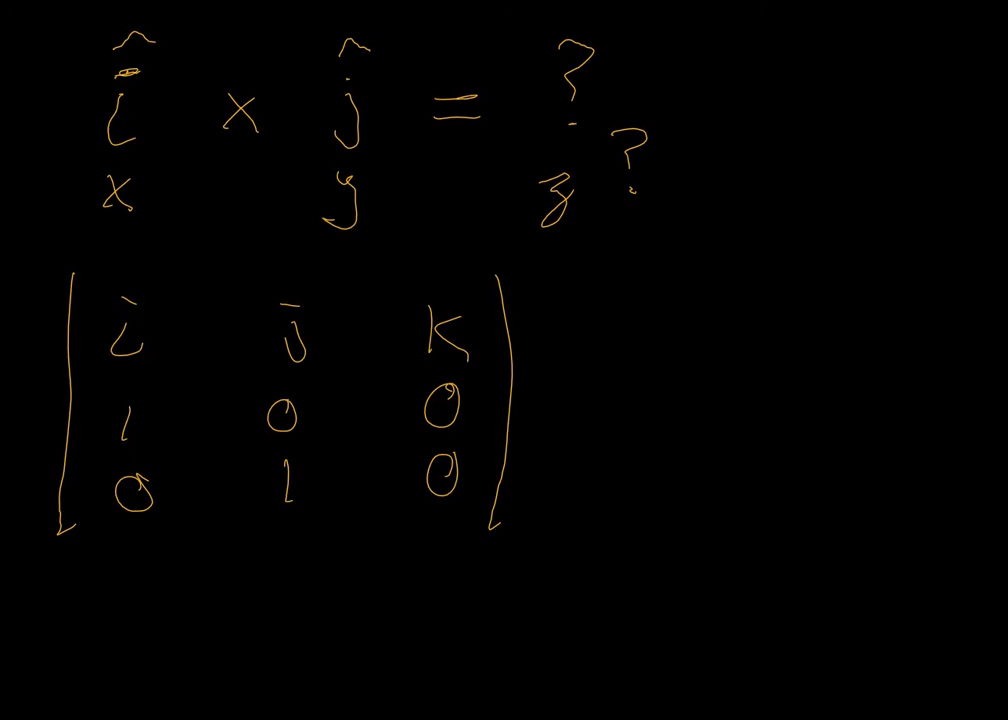 î × ĵ = ?
x y z ?
i j k
1 0 0
0 1 0